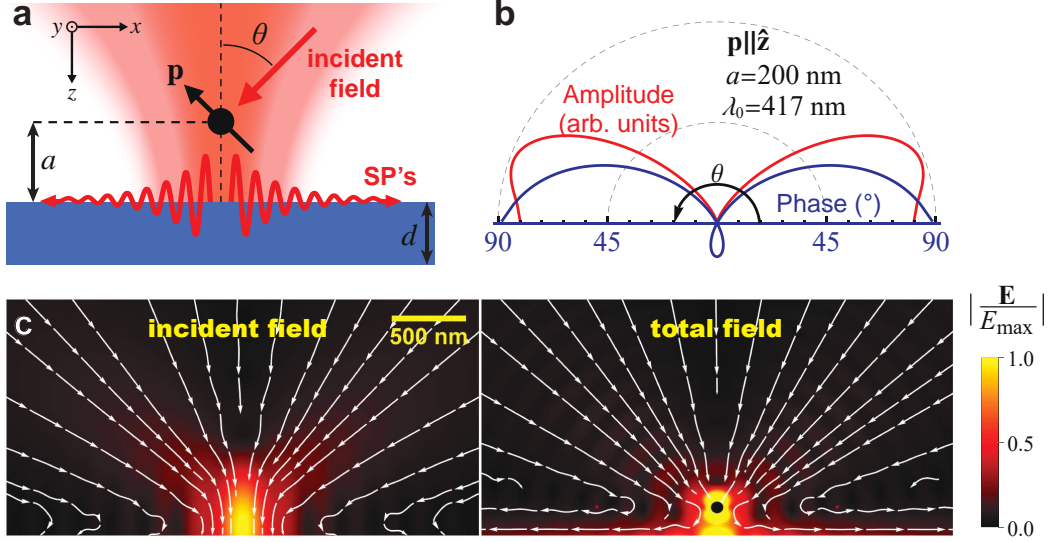 a
y
x
z
θ
incident
field
p
a
SP's
d
b
p||ẑ
a=200 nm
λ₀=417 nm
Amplitude
(arb. units)
θ
Phase (°)
90
45
0
45
90
c
incident field
500 nm
total field
|E/Emax|
1.0
0.5
0.0